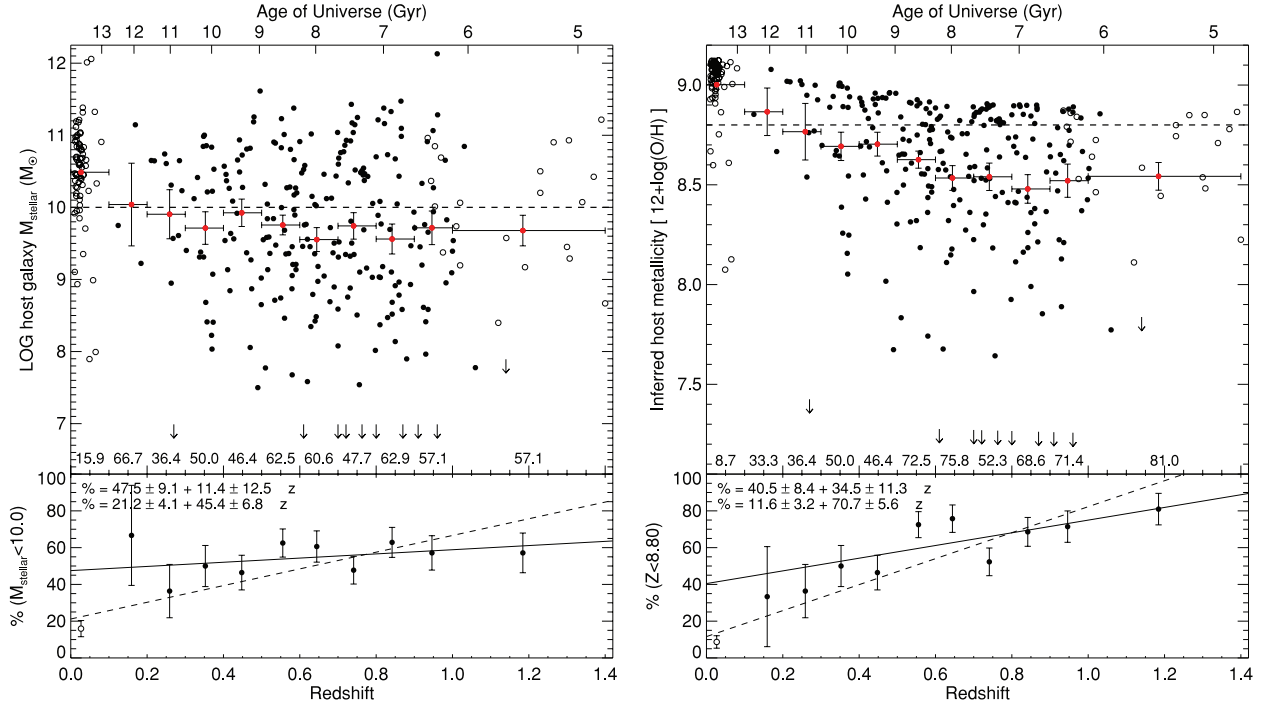 Age of Universe (Gyr)
13 12 11 10 9 8 7 6 5
12
11
10
9
8
7
LOG host galaxy Mstellar (M⊙)
15.9 66.7 36.4 50.0 46.4 62.5 60.6 47.7 62.9 57.1 57.1
100
80
60
40
20
0
% (Mstellar<10.0)
% = 47.5 ± 9.1 + 11.4 ± 12.5 z
% = 21.2 ± 4.1 + 45.4 ± 6.8 z
0.0 0.2 0.4 0.6 0.8 1.0 1.2 1.4
Redshift
Age of Universe (Gyr)
13 12 11 10 9 8 7 6 5
9.0
8.5
8.0
7.5
Inferred host metallicity [ 12+log(O/H) ]
8.7 33.3 36.4 50.0 46.4 72.5 75.8 52.3 68.6 71.4 81.0
100
80
60
40
20
0
% (Z<8.80)
% = 40.5 ± 8.4 + 34.5 ± 11.3 z
% = 11.6 ± 3.2 + 70.7 ± 5.6 z
0.0 0.2 0.4 0.6 0.8 1.0 1.2 1.4
Redshift